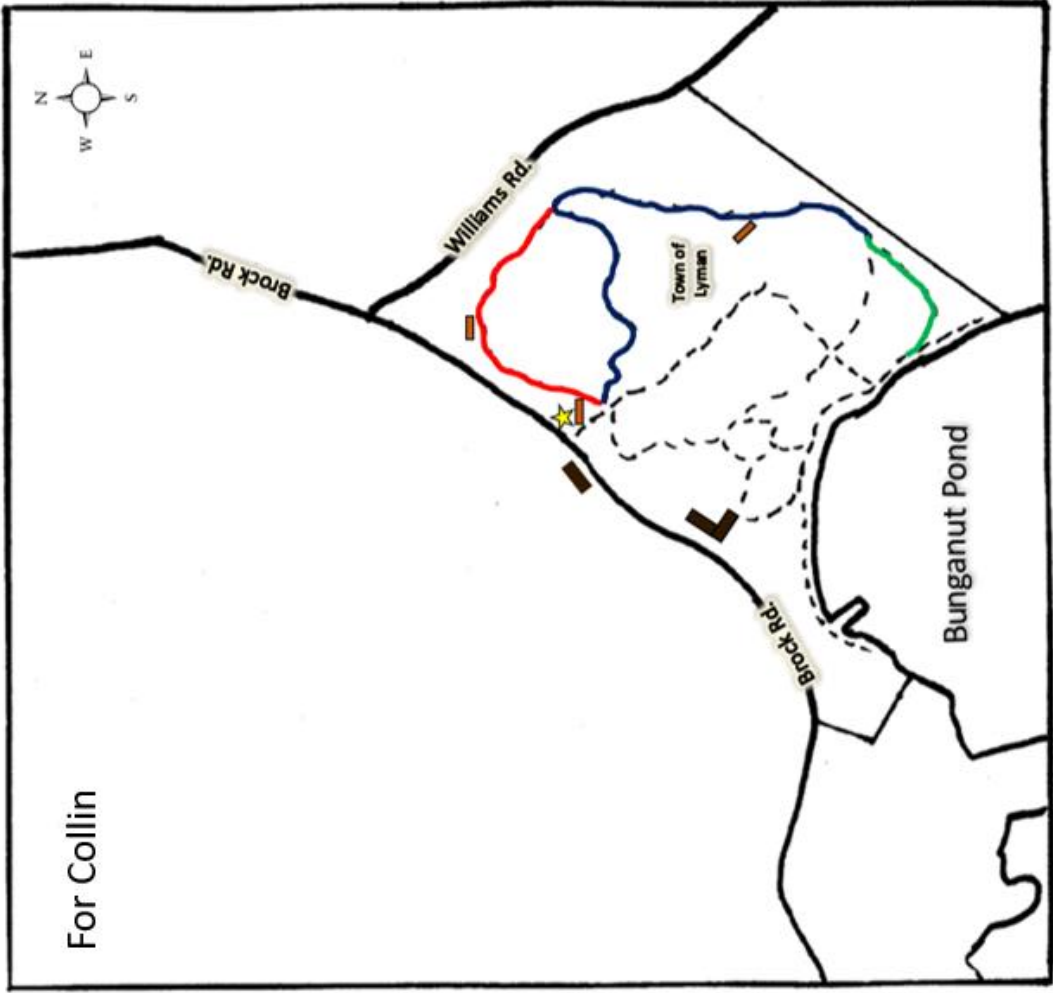 For Collin
N
E
S
W
Brock Rd.
Williams Rd.
Town of
Lyman
Brock Rd.
Bunganut Pond